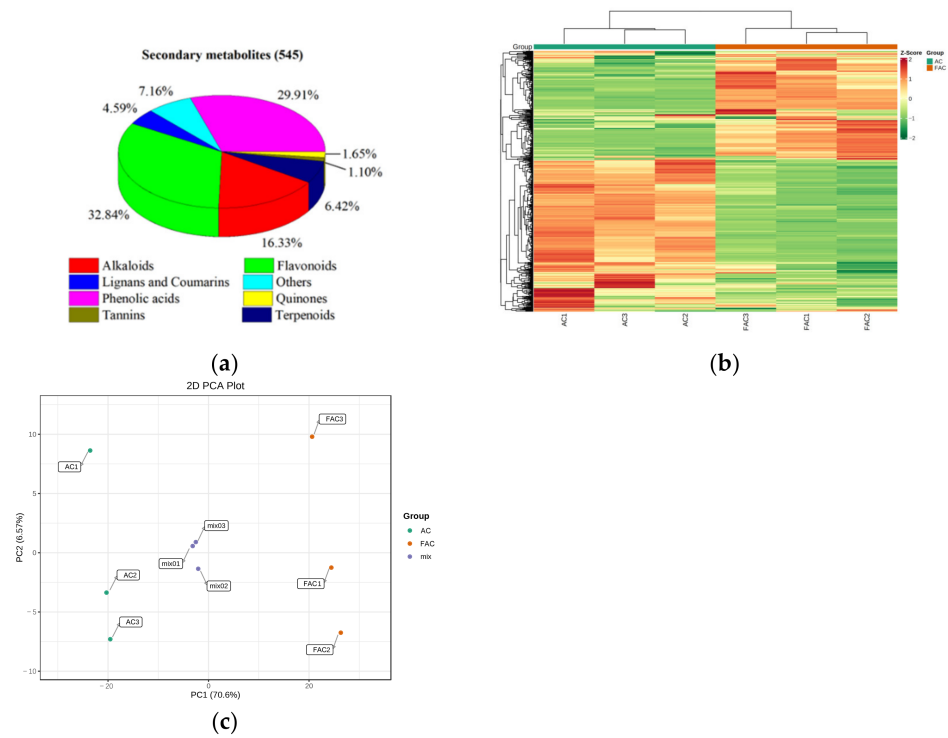 Secondary metabolites (545)
7.16%
29.91%
4.59%
1.65%
1.10%
32.84%
6.42%
16.33%
Alkaloids
Flavonoids
Lignans and Coumarins
Others
Phenolic acids
Quinones
Tannins
Terpenoids
(a)
Group
Z-Score
2
1
0
−1
−2
Group
AC
FAC
AC1
AC3
AC2
FAC3
FAC1
FAC2
(b)
2D PCA Plot
PC2 (6.57%)
10
5
0
−5
−10
FAC3
AC1
mix03
mix01
AC2
mix02
FAC1
AC3
FAC2
−20
0
20
PC1 (70.6%)
Group
AC
FAC
mix
(c)